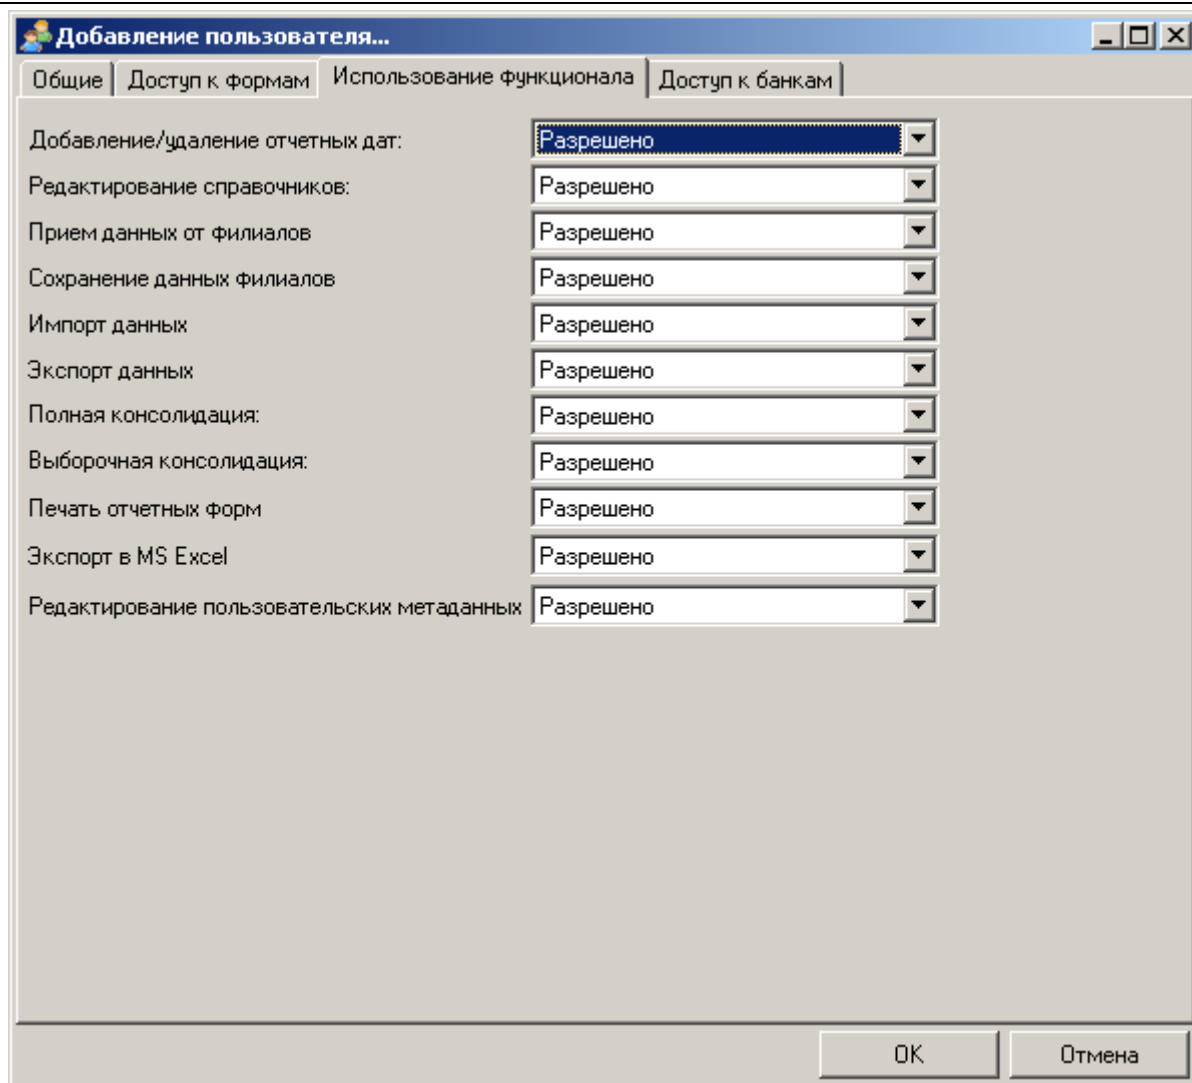 Добавление пользователя...
Общие Доступ к формам Использование функционала Доступ к банкам
Добавление/удаление отчетных дат: Разрешено
Редактирование справочников: Разрешено
Прием данных от филиалов Разрешено
Сохранение данных филиалов Разрешено
Импорт данных Разрешено
Экспорт данных Разрешено
Полная консолидация: Разрешено
Выборочная консолидация: Разрешено
Печать отчетных форм Разрешено
Экспорт в MS Excel Разрешено
Редактирование пользовательских метаданных Разрешено
OK Отмена